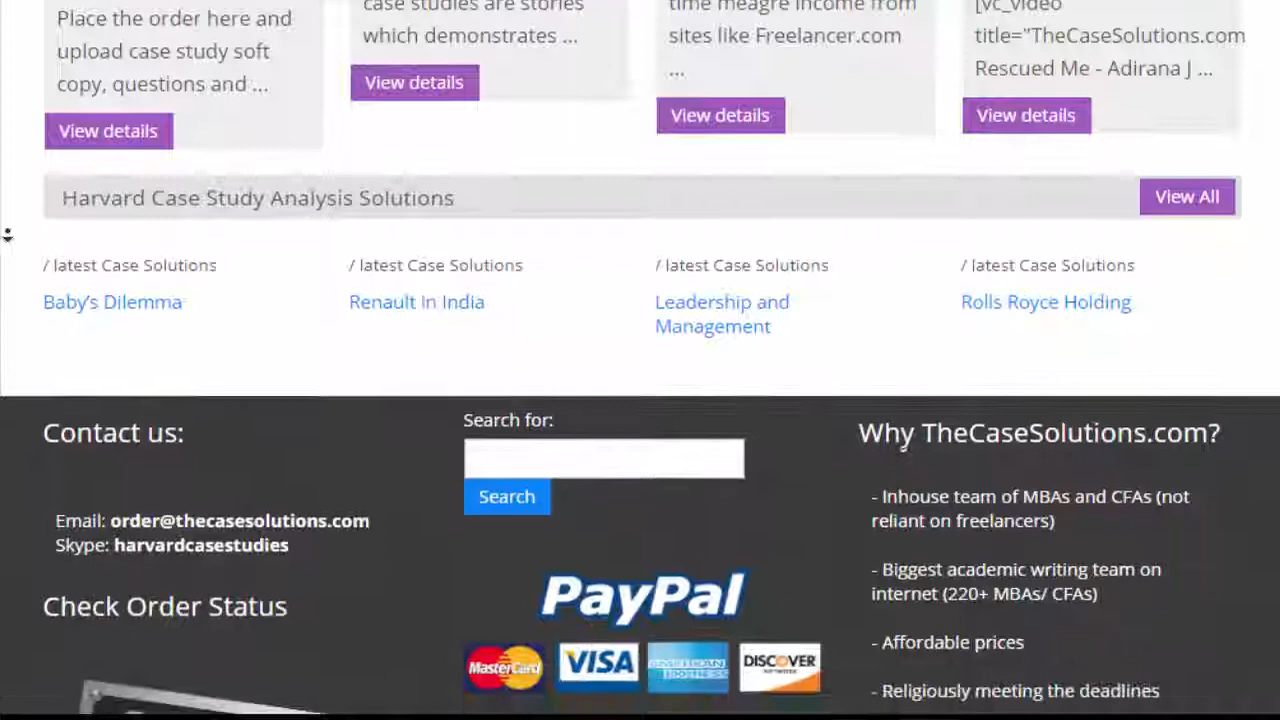 Place the order here and
upload case study soft
copy, questions and ...
View details
case studies are stories
which demonstrates ...
View details
time meagre income from
sites like Freelancer.com
...
View details
[vc_video
title="TheCaseSolutions.com
Rescued Me - Adirana J ...
View details
Harvard Case Study Analysis Solutions
View All
/ latest Case Solutions
Baby's Dilemma
/ latest Case Solutions
Renault In India
/ latest Case Solutions
Leadership and
Management
/ latest Case Solutions
Rolls Royce Holding
Contact us:
Email: order@thecasesolutions.com
Skype: harvardcasestudies
Check Order Status
Search for:
Search
PayPal
MasterCard
VISA
AMERICAN
EXPRESS
DISCOVER
NETWORK
Why TheCaseSolutions.com?
- Inhouse team of MBAs and CFAs (not
reliant on freelancers)
- Biggest academic writing team on
internet (220+ MBAs/ CFAs)
- Affordable prices
- Religiously meeting the deadlines